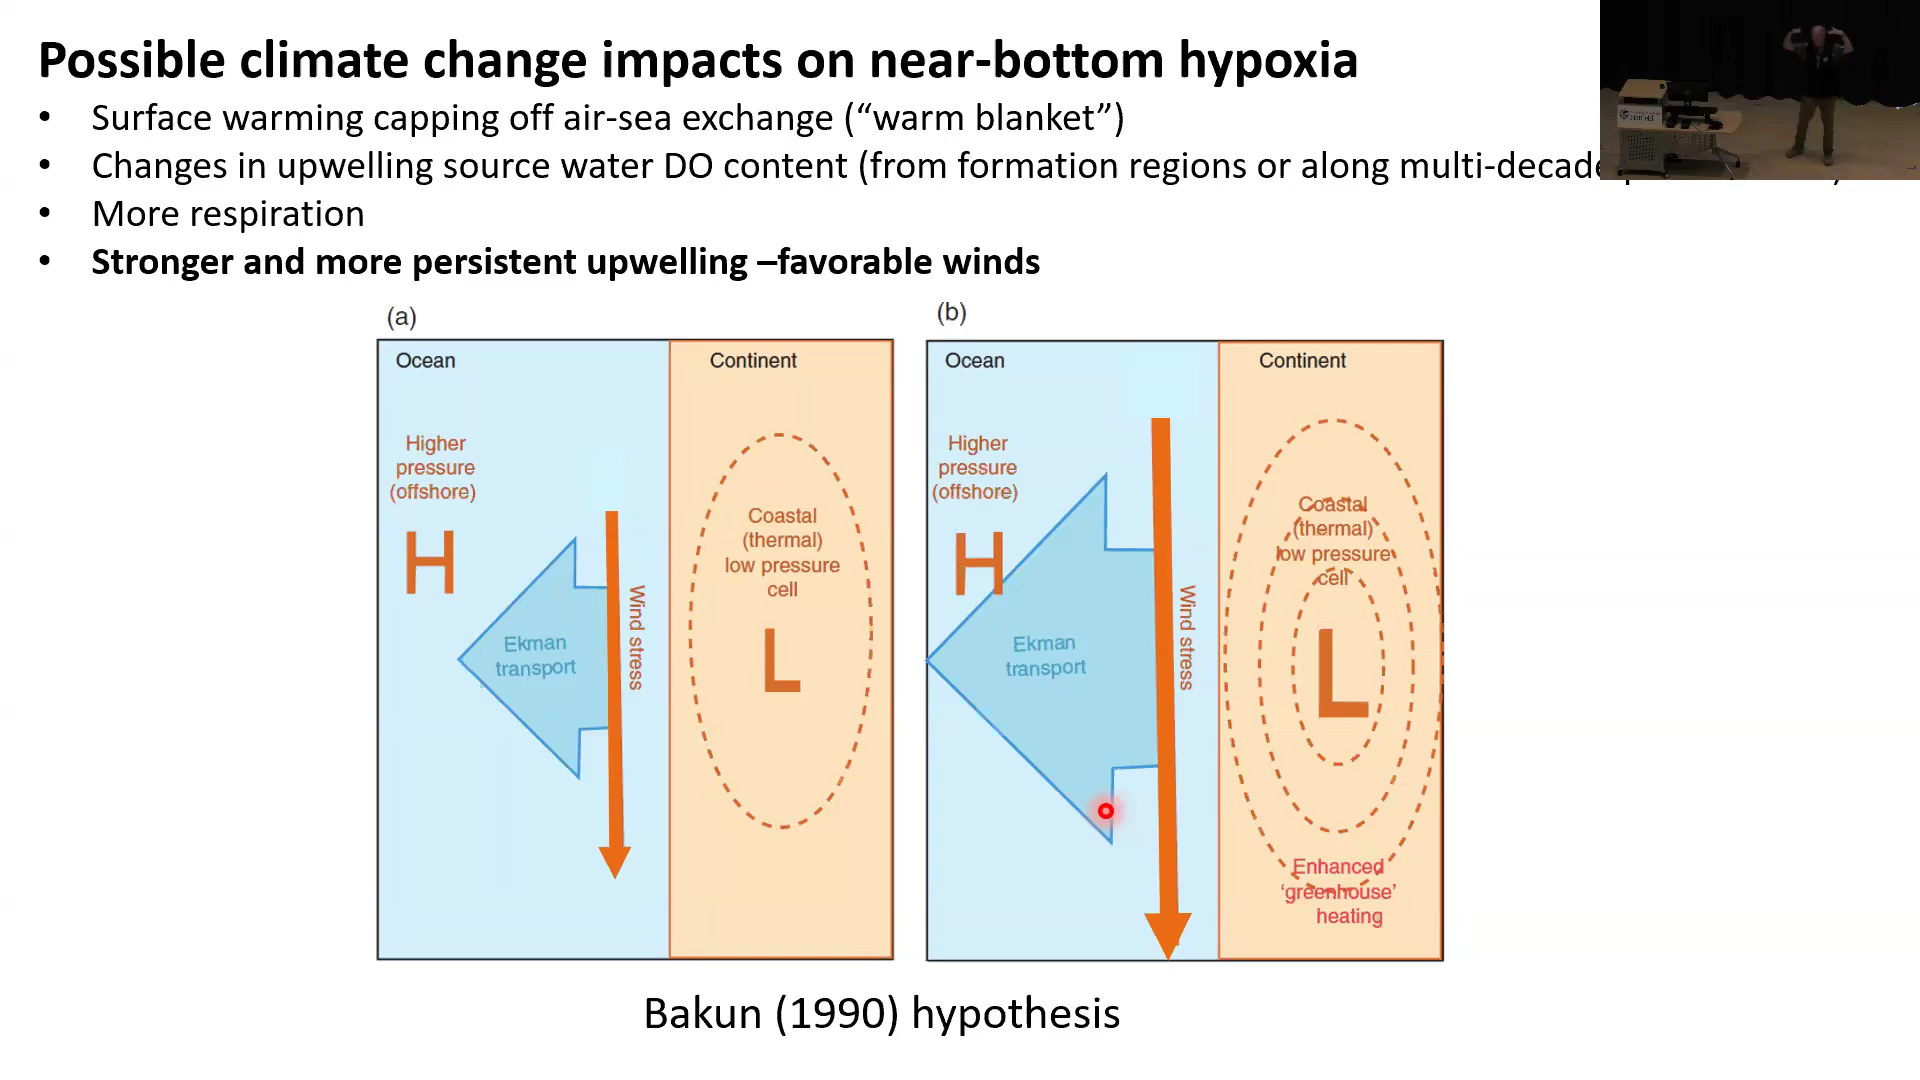 Possible climate change impacts on near-bottom hypoxia
• Surface warming capping off air-sea exchange (“warm blanket”)
• Changes in upwelling source water DO content (from formation regions or along multi-decade
• More respiration
• Stronger and more persistent upwelling –favorable winds
(a)
Ocean
Continent
Higher
pressure
(offshore)
H
Ekman
transport
Wind stress
Coastal
(thermal)
low pressure
cell
L
(b)
Ocean
Continent
Higher
pressure
(offshore)
H
Ekman
transport
Wind stress
Coastal
(thermal)
low pressure
cell
L
Enhanced
‘greenhouse’
heating
Bakun (1990) hypothesis